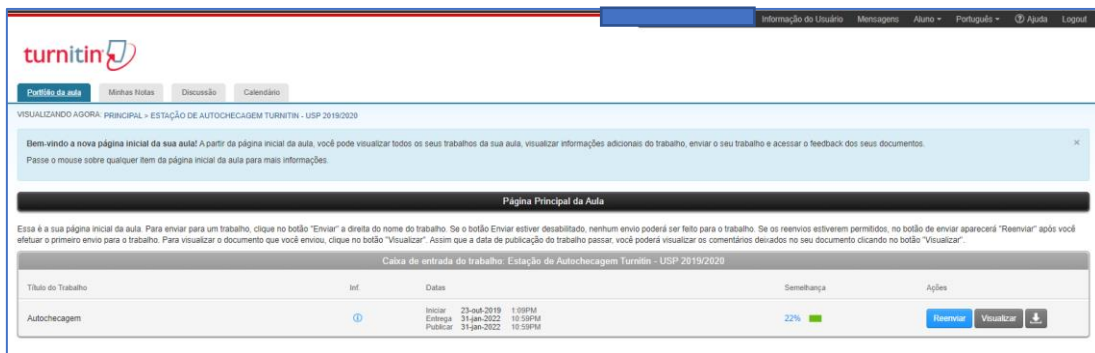 Informação do Usuário Mensagens Aluno Português Ajuda Logout
turnitin
Portfólio da aula Minhas Notas Discussão Calendário
VISUALIZANDO AGORA: PRINCIPAL > ESTAÇÃO DE AUTOCHECAGEM TURNITIN - USP 2019/2020
Bem-vindo a nova página inicial da sua aula! A partir da página inicial da aula, você pode visualizar todos os seus trabalhos da sua aula, visualizar informações adicionais do trabalho, enviar o seu trabalho e acessar o feedback dos seus documentos.
Passe o mouse sobre qualquer item da página inicial da aula para mais informações.
Página Principal da Aula
Essa é a sua página inicial da aula. Para enviar para um trabalho, clique no botão "Enviar" a direita do nome do trabalho. Se o botão Enviar estiver desabilitado, nenhum envio poderá ser feito para o trabalho. Se os reenvios estiverem permitidos, no botão de enviar aparecerá "Reenviar" após você
efetuar o primeiro envio para o trabalho. Para visualizar o documento que você enviou, clique no botão "Visualizar". Assim que a data de publicação do trabalho passar, você poderá visualizar os comentários deixados no seu documento clicando no botão "Visualizar".
Caixa de entrada do trabalho: Estação de Autochecagem Turnitin - USP 2019/2020
Título do Trabalho Inf. Datas Semelhança Ações
Iniciar 23-out-2019 1:09PM
Autochecagem Entrega 31-jan-2022 10:59PM 22% Reenviar Visualizar
Publicar 31-jan-2022 10:59PM